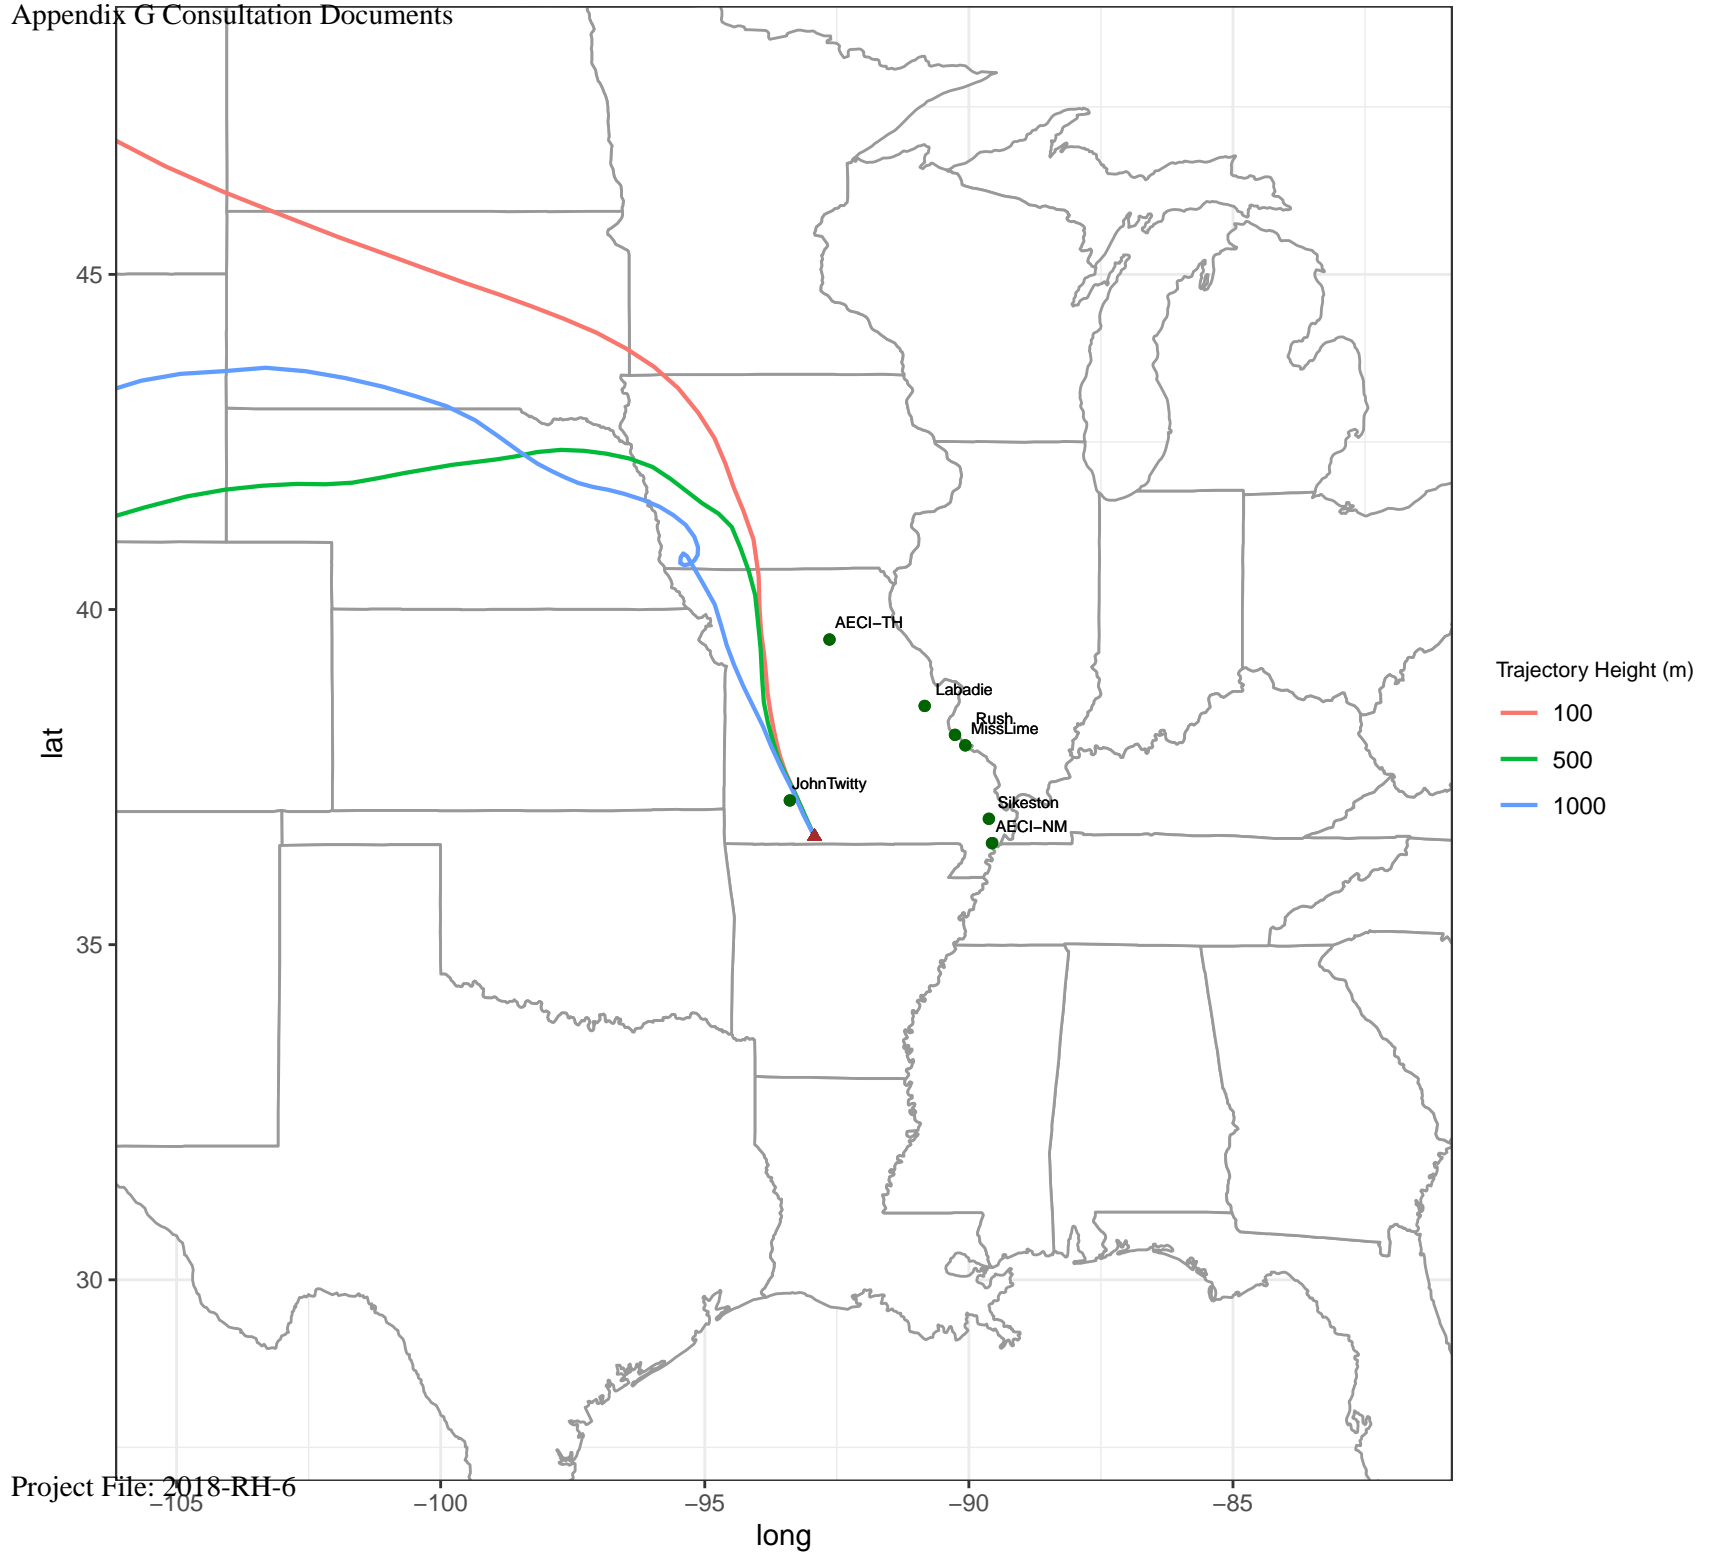 Appendix G Consultation Documents
45
40
35
30
lat
AECI−TH
Labadie
Rush
MissLime
JohnTwitty
Sikeston
AECI−NM
Trajectory Height (m)
100
500
1000
Project File: 2018-RH-6
−105
−100
−95
−90
−85
long